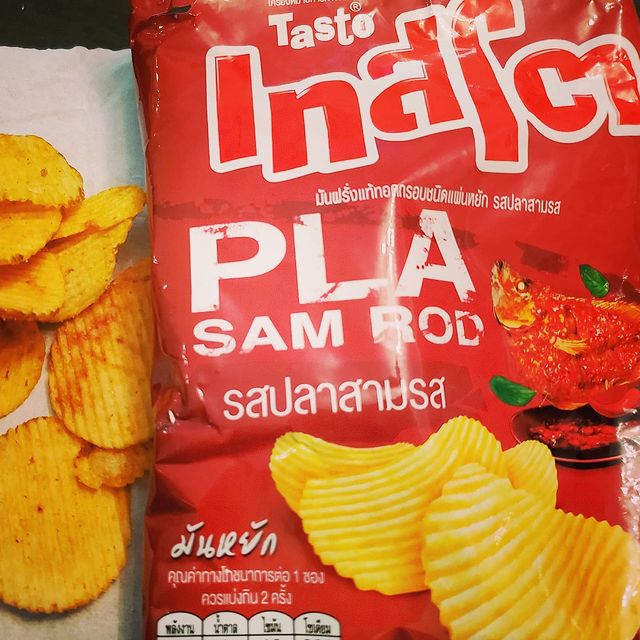 Tasto®
เทสโต
มันฝรั่งแท้ทอดกรอบชนิดแผ่นหยัก รสปลาสามรส
PLA
SAM ROD
รสปลาสามรส
มันหยัก
คุณค่าทางโภชนาการต่อ 1 ซอง
ควรแบ่งกิน 2 ครั้ง
พลังงาน น้ำตาล ไขมัน โซเดียม